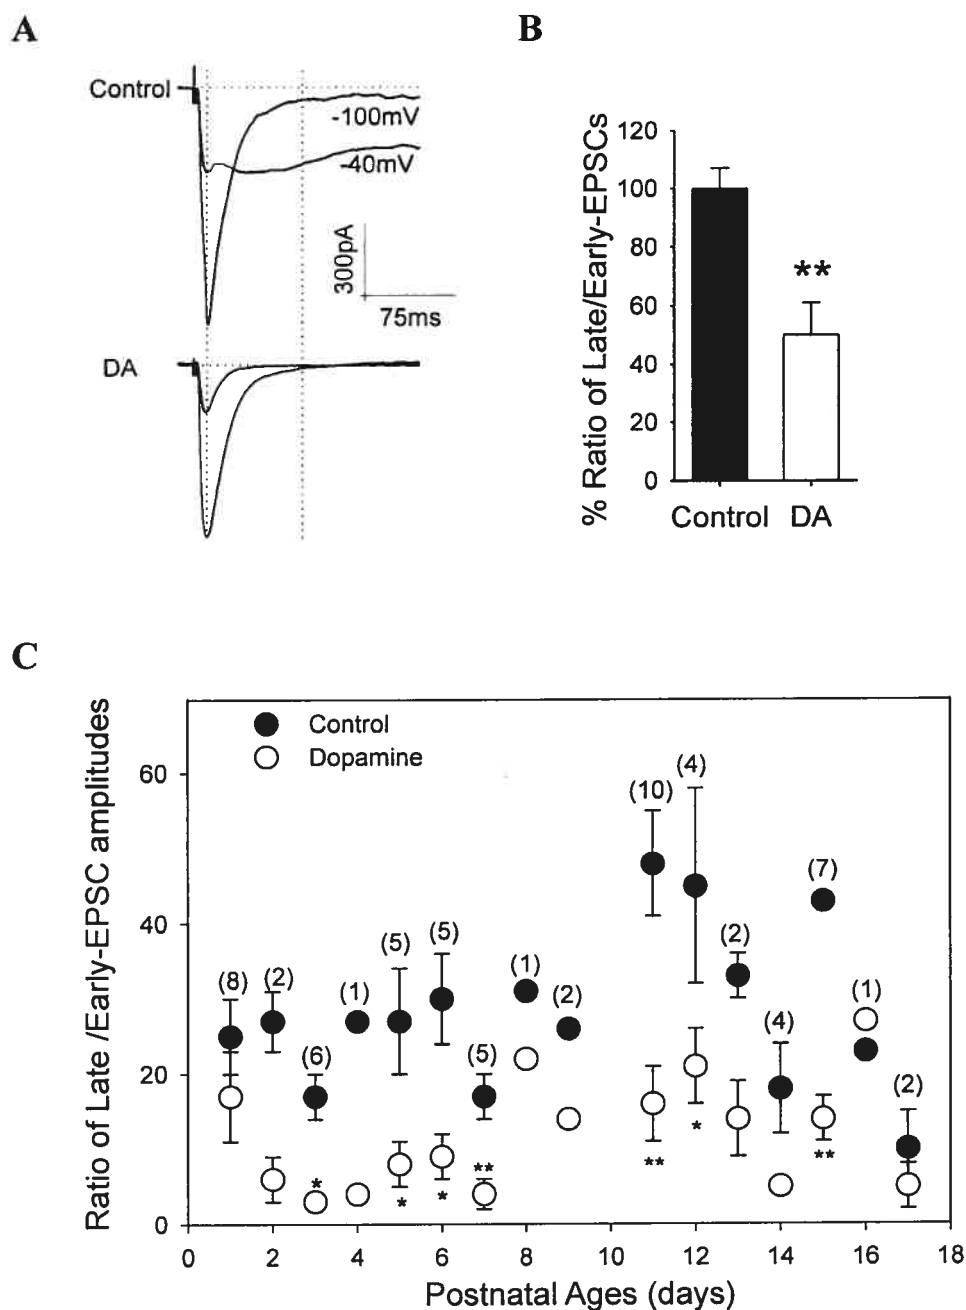 A
Control
-100mV
-40mV
300pA
75ms
DA
B
% Ratio of Late/Early-EPSCs
120
100
80
60
40
20
0
**
Control DA
C
Ratio of Late /Early-EPSC amplitudes
60
40
20
0
Control
Dopamine
(8)
(2)
(6)
(1)
(5)
(5)
(5)
(1)
(2)
(10)
(4)
(2)
(4)
(7)
(1)
(2)
*
*
*
**
**
*
**
0 2 4 6 8 10 12 14 16 18
Postnatal Ages (days)